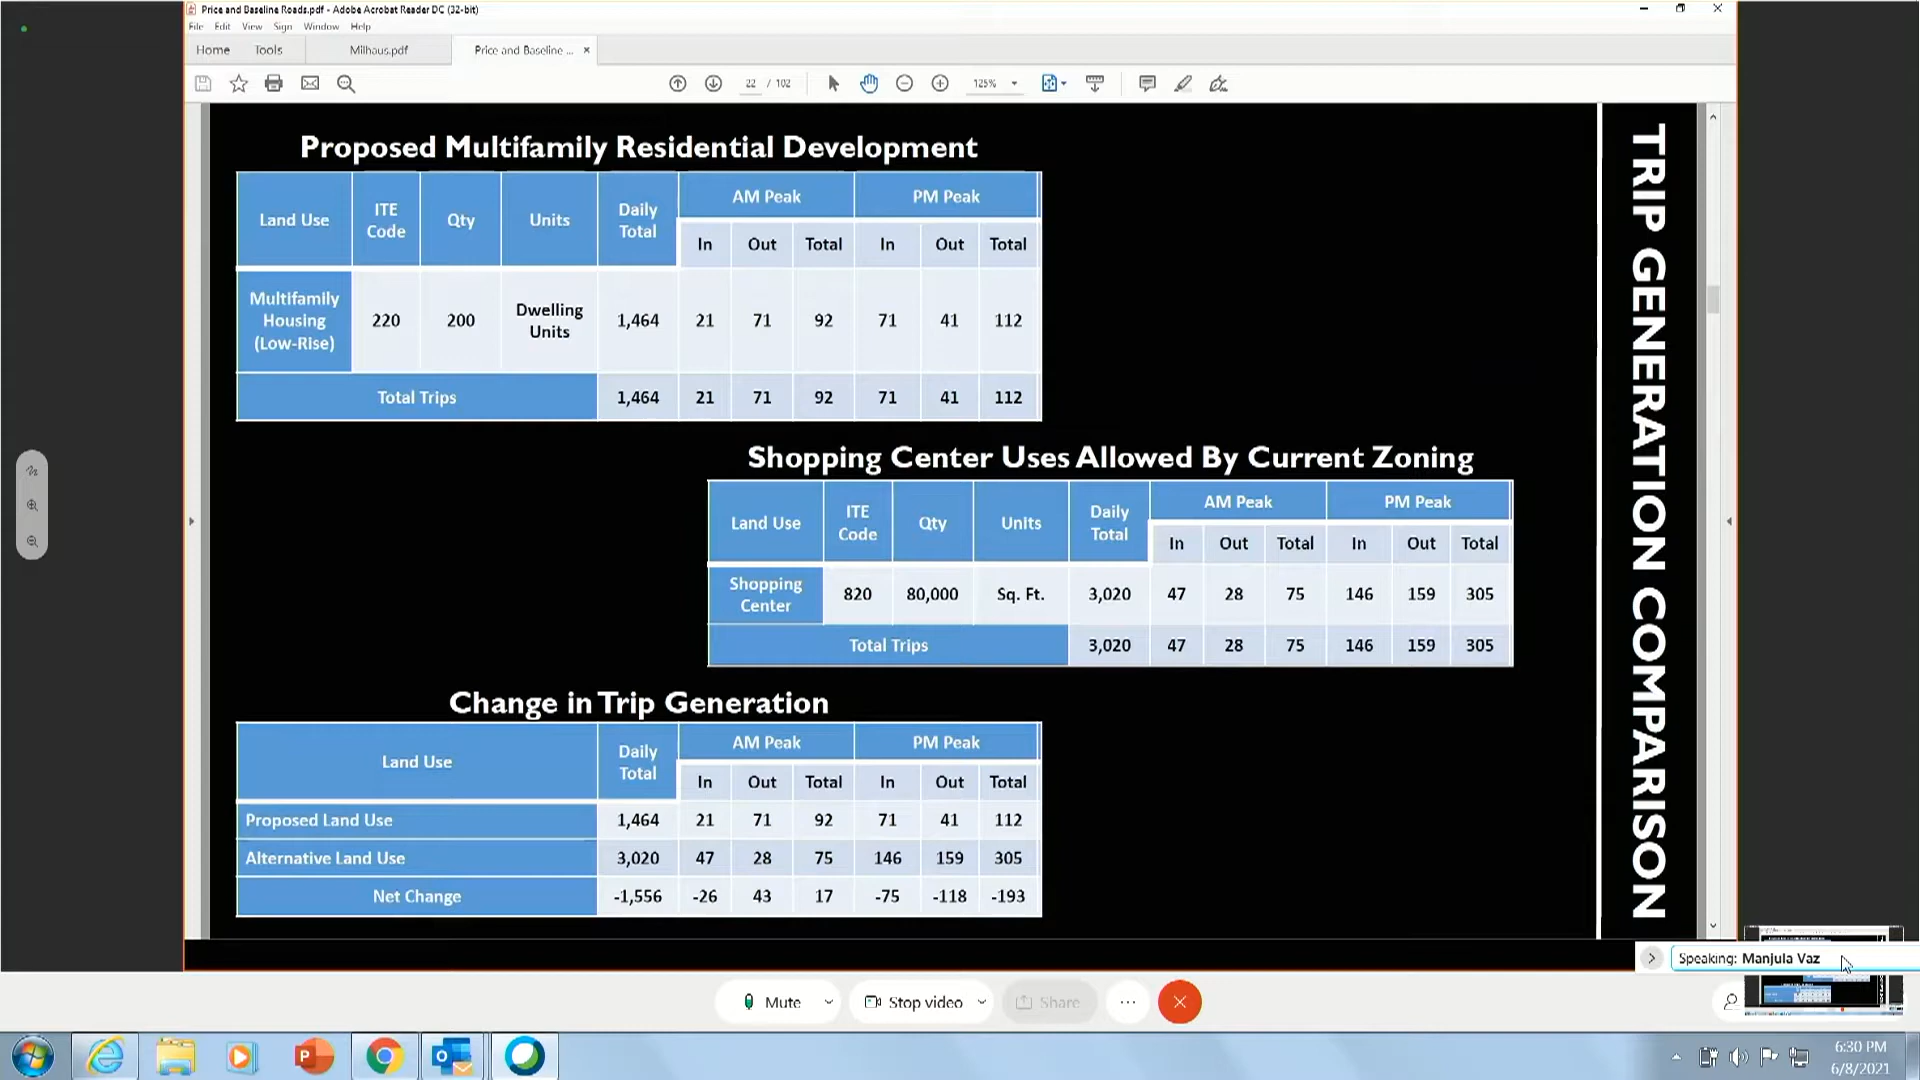 Price and Baseline Roads.pdf - Adobe Acrobat Reader DC (32-bit)
File Edit View Sign Window Help
Home Tools Milhaus.pdf Price and Baseline ... ×
22 / 102 125%
Proposed Multifamily Residential Development
Land Use ITE Code Qty Units Daily Total AM Peak PM Peak
In Out Total In Out Total
Multifamily Housing (Low-Rise) 220 200 Dwelling Units 1,464 21 71 92 71 41 112
Total Trips 1,464 21 71 92 71 41 112
Shopping Center Uses Allowed By Current Zoning
Land Use ITE Code Qty Units Daily Total AM Peak PM Peak
In Out Total In Out Total
Shopping Center 820 80,000 Sq. Ft. 3,020 47 28 75 146 159 305
Total Trips 3,020 47 28 75 146 159 305
Change in Trip Generation
Land Use Daily Total AM Peak PM Peak
In Out Total In Out Total
Proposed Land Use 1,464 21 71 92 71 41 112
Alternative Land Use 3,020 47 28 75 146 159 305
Net Change -1,556 -26 43 17 -75 -118 -193
TRIP GENERATION COMPARISON
Speaking: Manjula Vaz
Mute Stop video Share ...
6:30 PM
6/8/2021